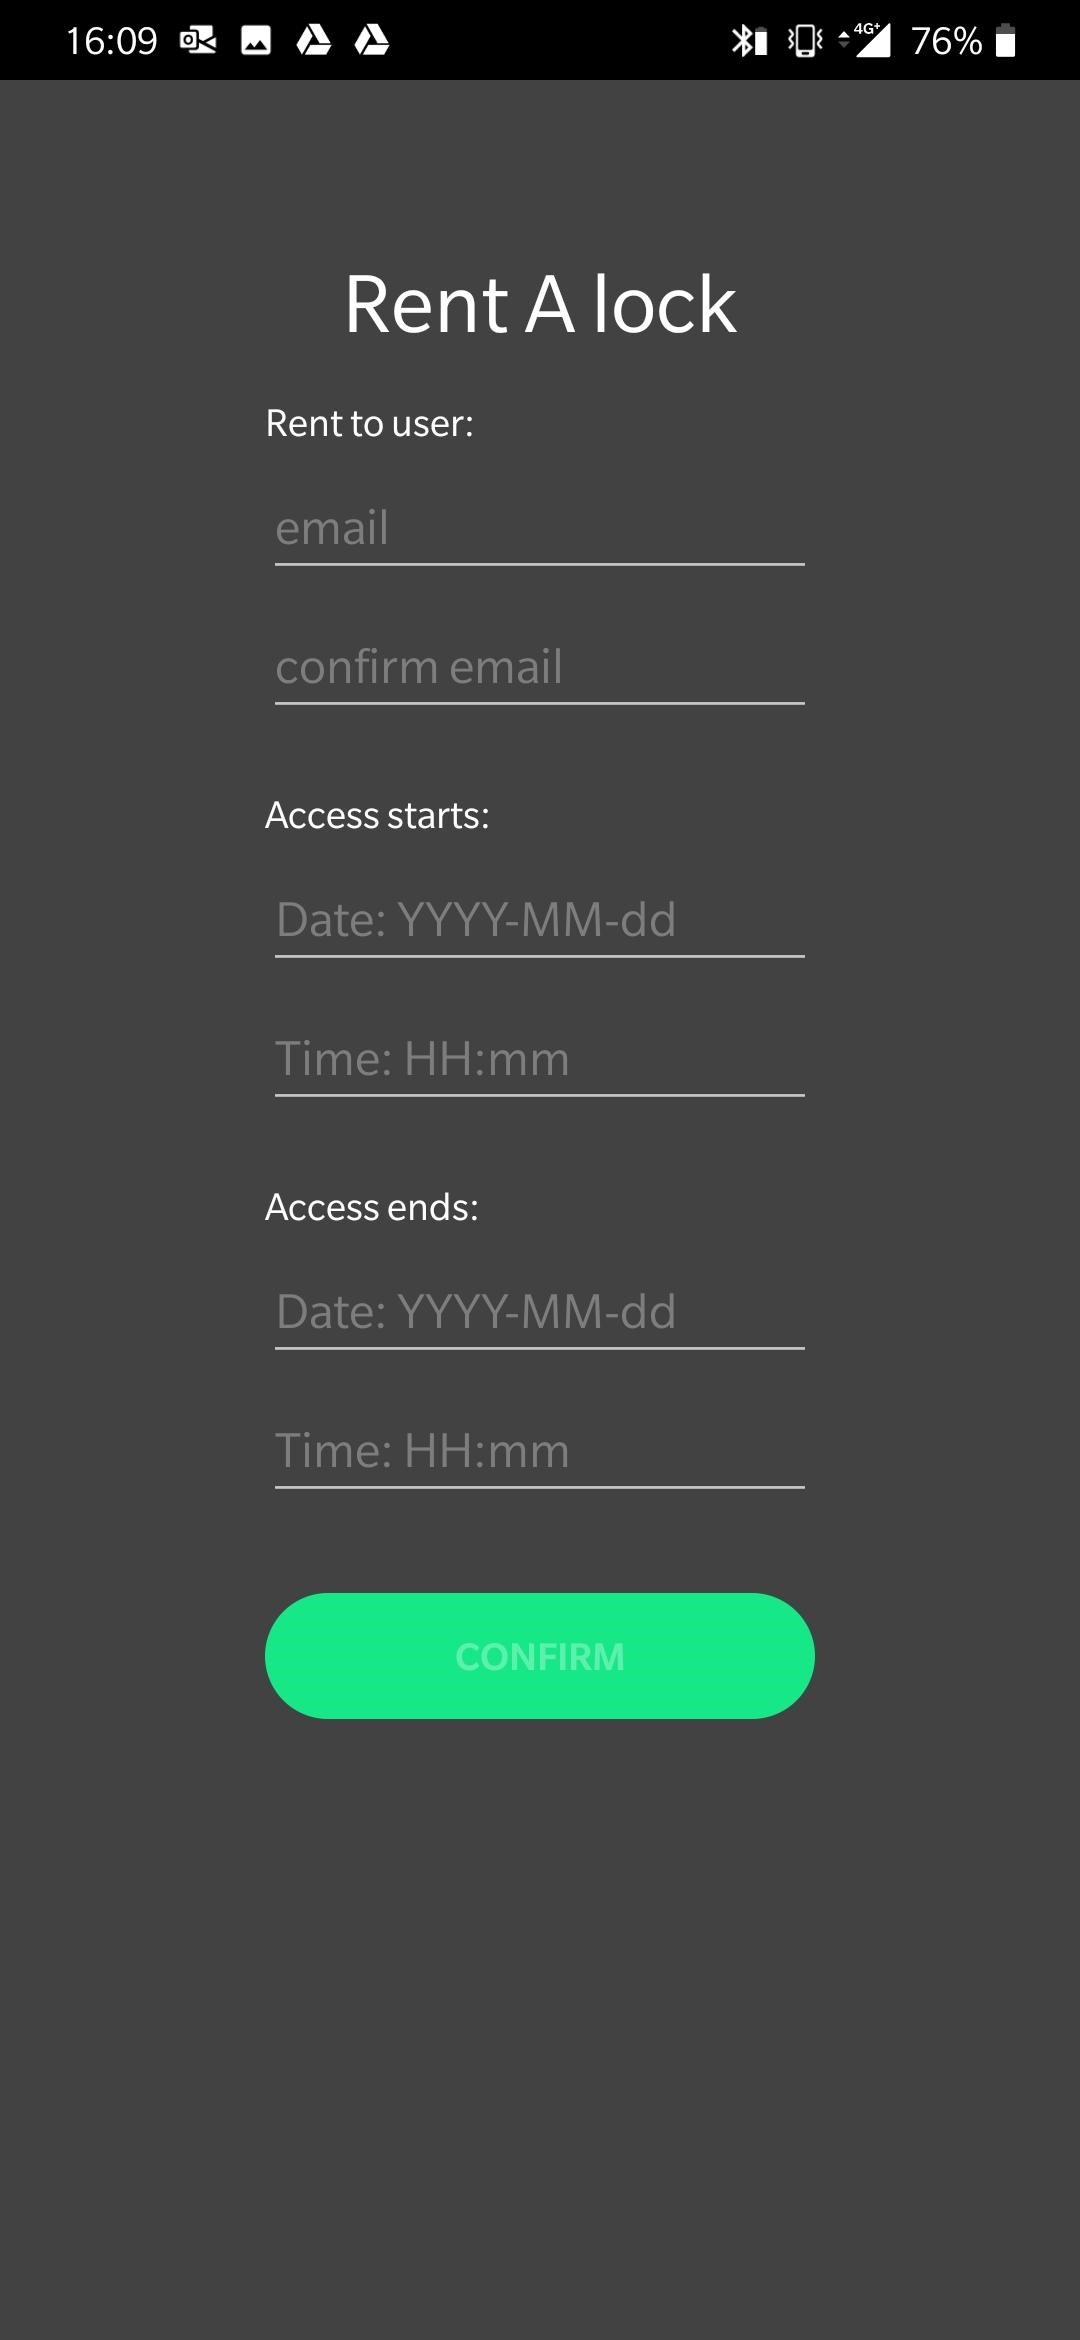 16:09 4G+ 76%
Rent A lock
Rent to user:
email
confirm email
Access starts:
Date: YYYY-MM-dd
Time: HH:mm
Access ends:
Date: YYYY-MM-dd
Time: HH:mm
CONFIRM